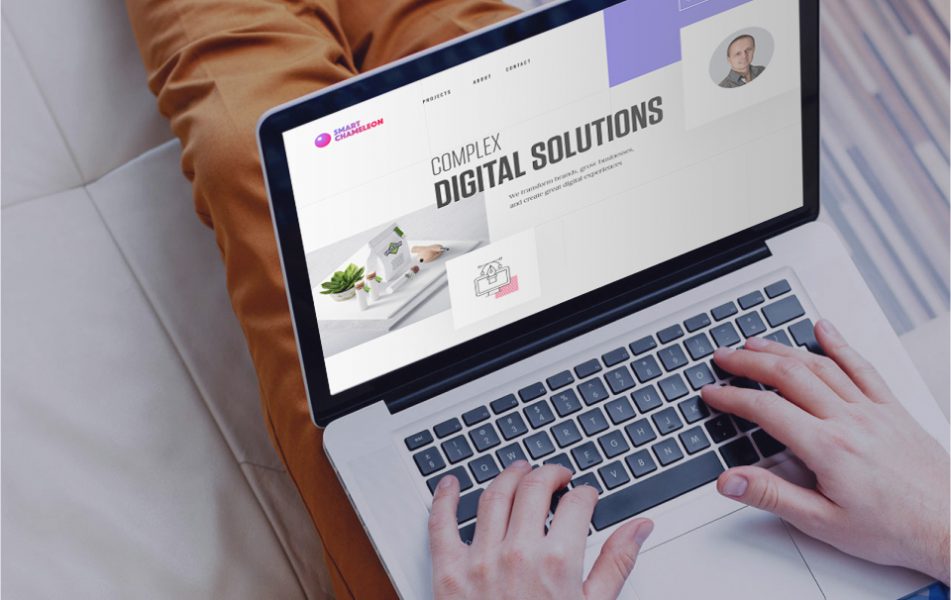 PROJECTS
ABOUT
CONTACT
SMART
CHAMELEON
COMPLEX
DIGITAL SOLUTIONS
We transform brands, grow businesses,
and create great digital experiences